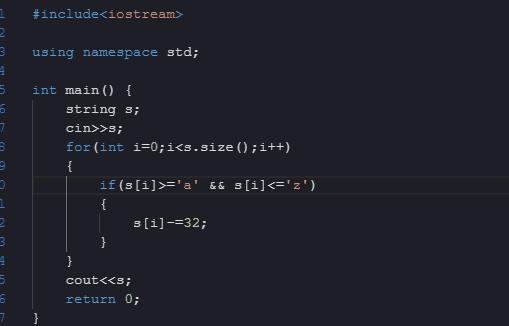 1 #include<iostream>
2
3 using namespace std;
4
5 int main() {
6 string s;
7 cin>>s;
8 for(int i=0;i<s.size();i++)
9 {
0 if(s[i]>='a' && s[i]<='z')
1 {
2 s[i]-=32;
3 }
4 }
5 cout<<s;
6 return 0;
7 }